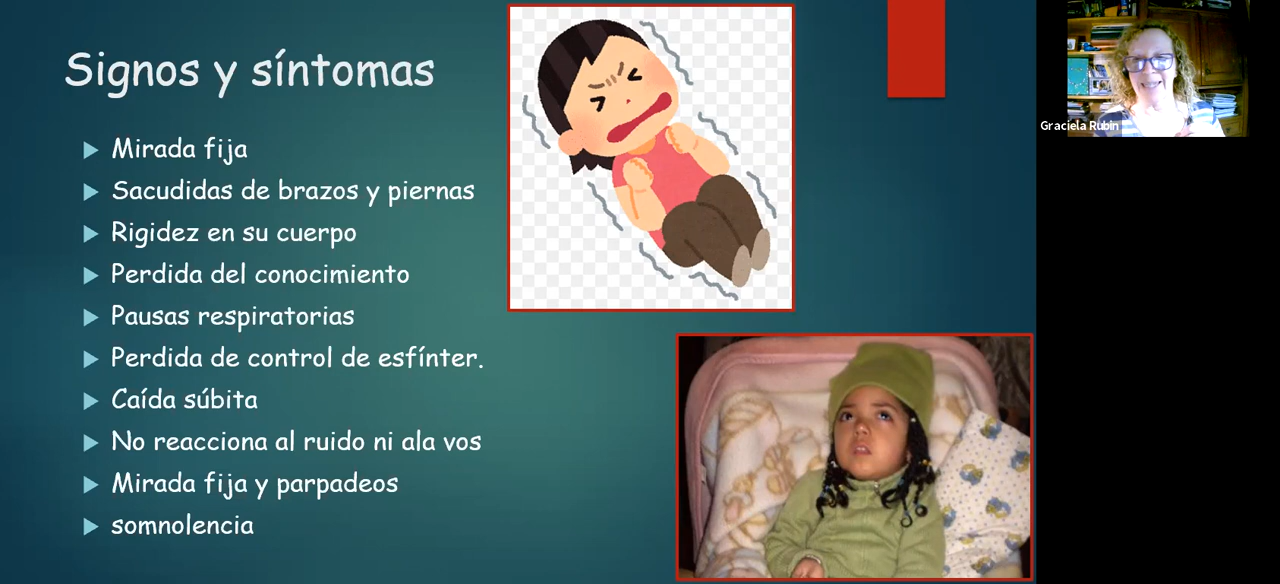 Signos y síntomas
Mirada fija
Sacudidas de brazos y piernas
Rigidez en su cuerpo
Perdida del conocimiento
Pausas respiratorias
Perdida de control de esfínter.
Caída súbita
No reacciona al ruido ni ala vos
Mirada fija y parpadeos
somnolencia
Graciela Rubin